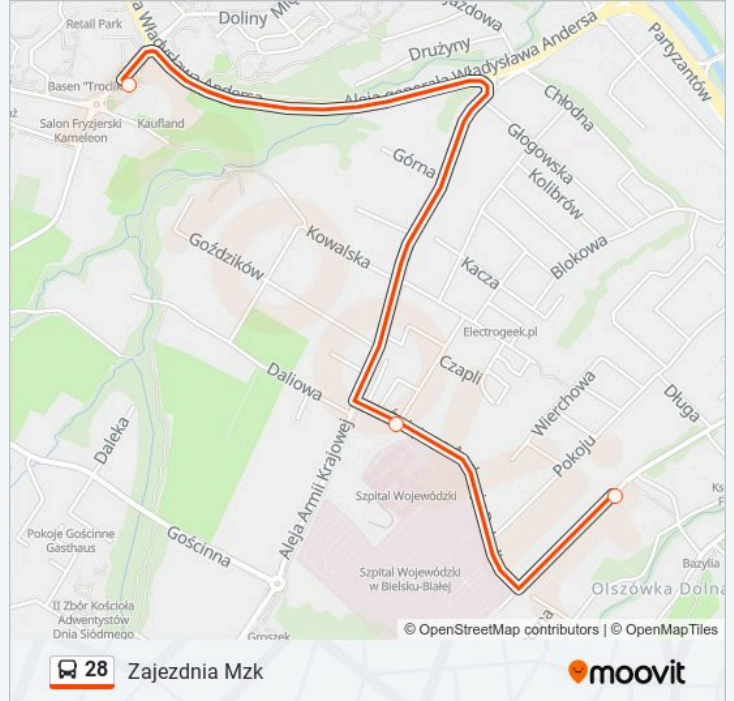 Retail Park
Doliny
Drużyny
Władysława Andersa
Aleja generała Władysława Andersa
Partyzantów
Basen "Troclik"
Chłodna
Salon Fryzjerski
Kameleon
Kaufland
Górna
Głogowska
Kolibrów
Goździków
Kowalska
Blokowa
Kacza
Electrogeek.pl
Czapli
Daliowa
Wierchowa
Długa
Daleka
Aleja Armii Krajowej
Pokoju
Szpital Wojewódzki
Pokoje Gościnne
Gasthaus
Gościnna
Szpital Wojewódzki
w Bielsku-Białej
Bazylia
Olszówka Dolna
II Zbór Kościoła
Adwentystów
Dnia Siódmego
Groszek
© OpenStreetMap contributors | © OpenMapTiles
28 Zajezdnia Mzk
moovit